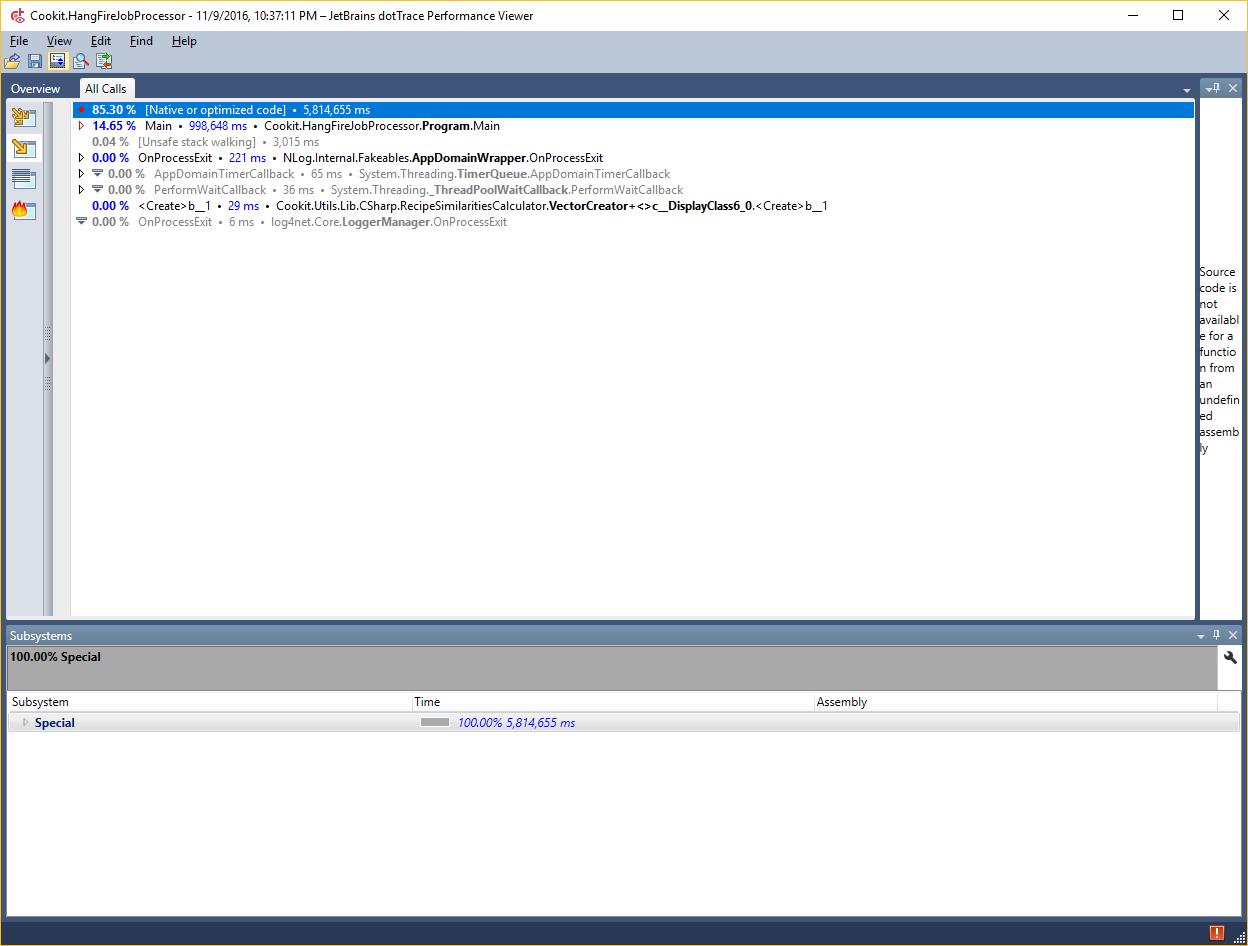 Cookit.HangFireJobProcessor - 11/9/2016, 10:37:11 PM – JetBrains dotTrace Performance Viewer
File View Edit Find Help
Overview All Calls
85.30 % [Native or optimized code] • 5,814,655 ms
14.65 % Main • 998,648 ms • Cookit.HangFireJobProcessor.Program.Main
0.04 % [Unsafe stack walking] • 3,015 ms
0.00 % OnProcessExit • 221 ms • NLog.Internal.Fakeables.AppDomainWrapper.OnProcessExit
0.00 % AppDomainTimerCallback • 65 ms • System.Threading.TimerQueue.AppDomainTimerCallback
0.00 % PerformWaitCallback • 36 ms • System.Threading._ThreadPoolWaitCallback.PerformWaitCallback
0.00 % <Create>b__1 • 29 ms • Cookit.Utils.Lib.CSharp.RecipeSimilaritiesCalculator.VectorCreator+<>c__DisplayClass6_0.<Create>b__1
0.00 % OnProcessExit • 6 ms • log4net.Core.LoggerManager.OnProcessExit
Source
code is
not
availabl
e for a
functio
n from
an
undefin
ed
assemb
ly
Subsystems
100.00% Special
Subsystem Time Assembly
Special 100.00% 5,814,655 ms